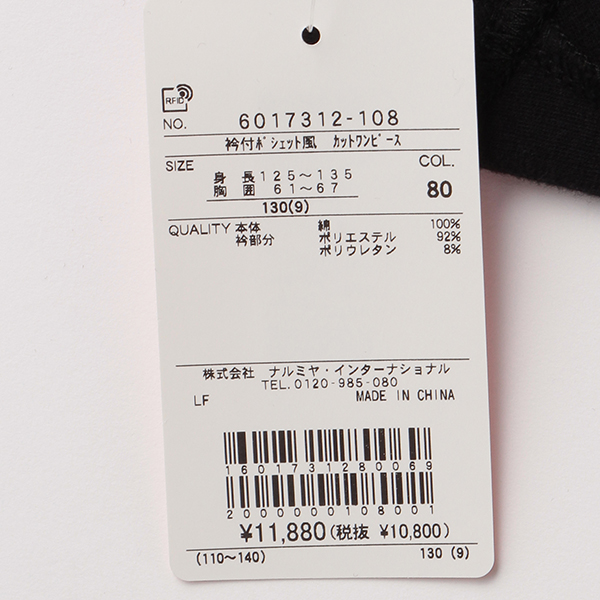 RFID
NO. 6017312-108
衿付ﾎﾟｼｪｯﾄ風 ｶｯﾄﾜﾝﾋﾟｰｽ
SIZE COL.
身長 125～135
胸囲 61～67 80
130(9)
QUALITY 本体 綿 100%
衿部分 ポリエステル 92%
ポリウレタン 8%
株式会社 ナルミヤ・インターナショナル
TEL.0120-985-080
LF MADE IN CHINA
1601731280069
2000000108001
¥11,880(税抜 ¥10,800)
(110～140) 130 (9)